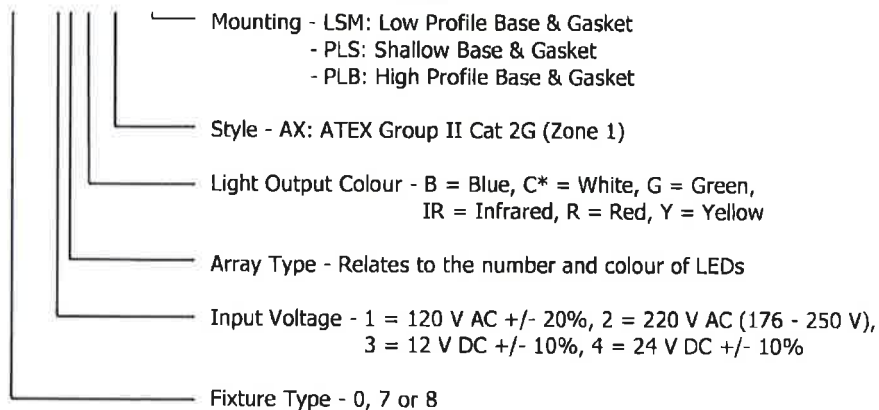 Mounting - LSM: Low Profile Base & Gasket
- PLS: Shallow Base & Gasket
- PLB: High Profile Base & Gasket
Style - AX: ATEX Group II Cat 2G (Zone 1)
Light Output Colour - B = Blue, C* = White, G = Green,
IR = Infrared, R = Red, Y = Yellow
Array Type - Relates to the number and colour of LEDs
Input Voltage - 1 = 120 V AC +/- 20%, 2 = 220 V AC (176 - 250 V),
3 = 12 V DC +/- 10%, 4 = 24 V DC +/- 10%
Fixture Type - 0, 7 or 8